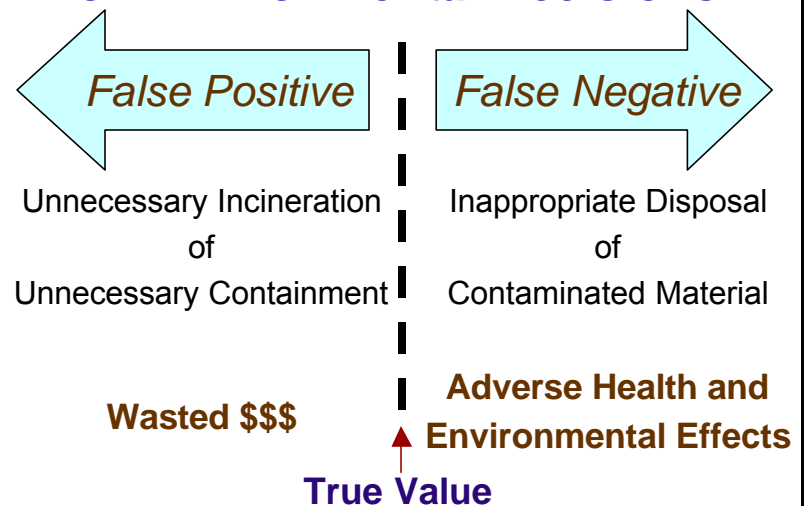 False Positive
False Negative
Unnecessary Incineration
of
Unnecessary Containment
Inappropriate Disposal
of
Contaminated Material
Wasted $$$
Adverse Health and
Environmental Effects
True Value